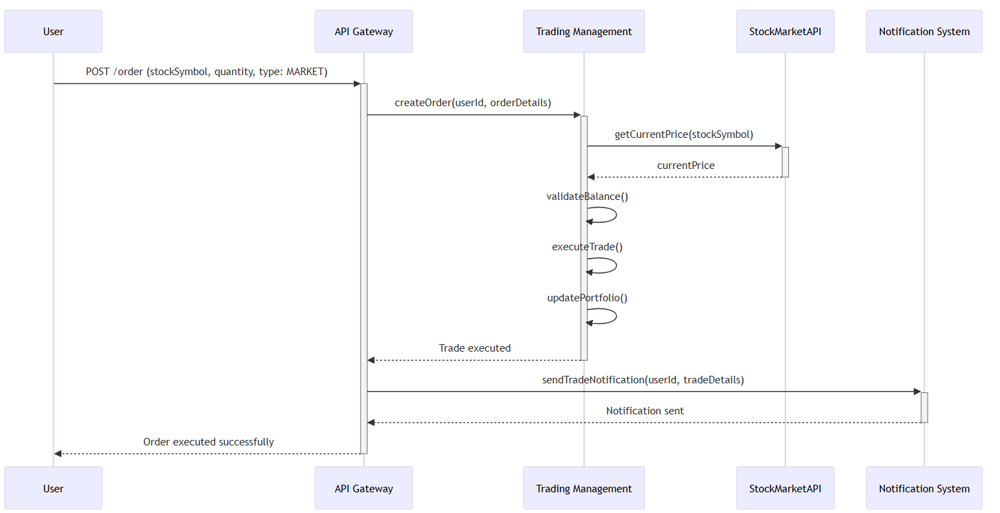 User
API Gateway
Trading Management
StockMarketAPI
Notification System
POST /order (stockSymbol, quantity, type: MARKET)
createOrder(userId, orderDetails)
getCurrentPrice(stockSymbol)
currentPrice
validateBalance()
executeTrade()
updatePortfolio()
Trade executed
sendTradeNotification(userId, tradeDetails)
Notification sent
Order executed successfully
User
API Gateway
Trading Management
StockMarketAPI
Notification System